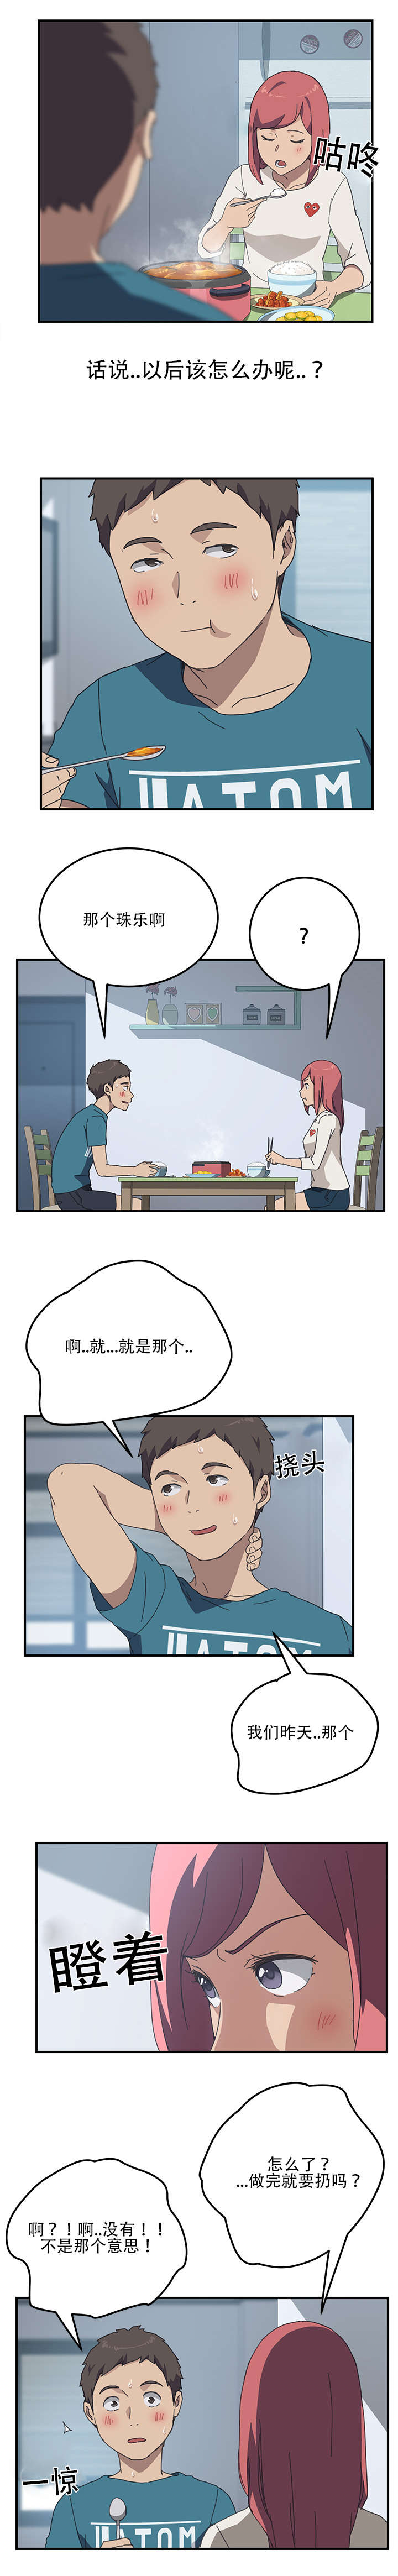 咕咚
话说..以后该怎么办呢..？
ATOM
那个珠乐啊
？
啊..就...就是那个..
挠头
ATOM
我们昨天..那个
瞪着
怎么了？
...做完就要扔吗？
啊？！啊..没有！！
不是那个意思！
一惊
ATOM